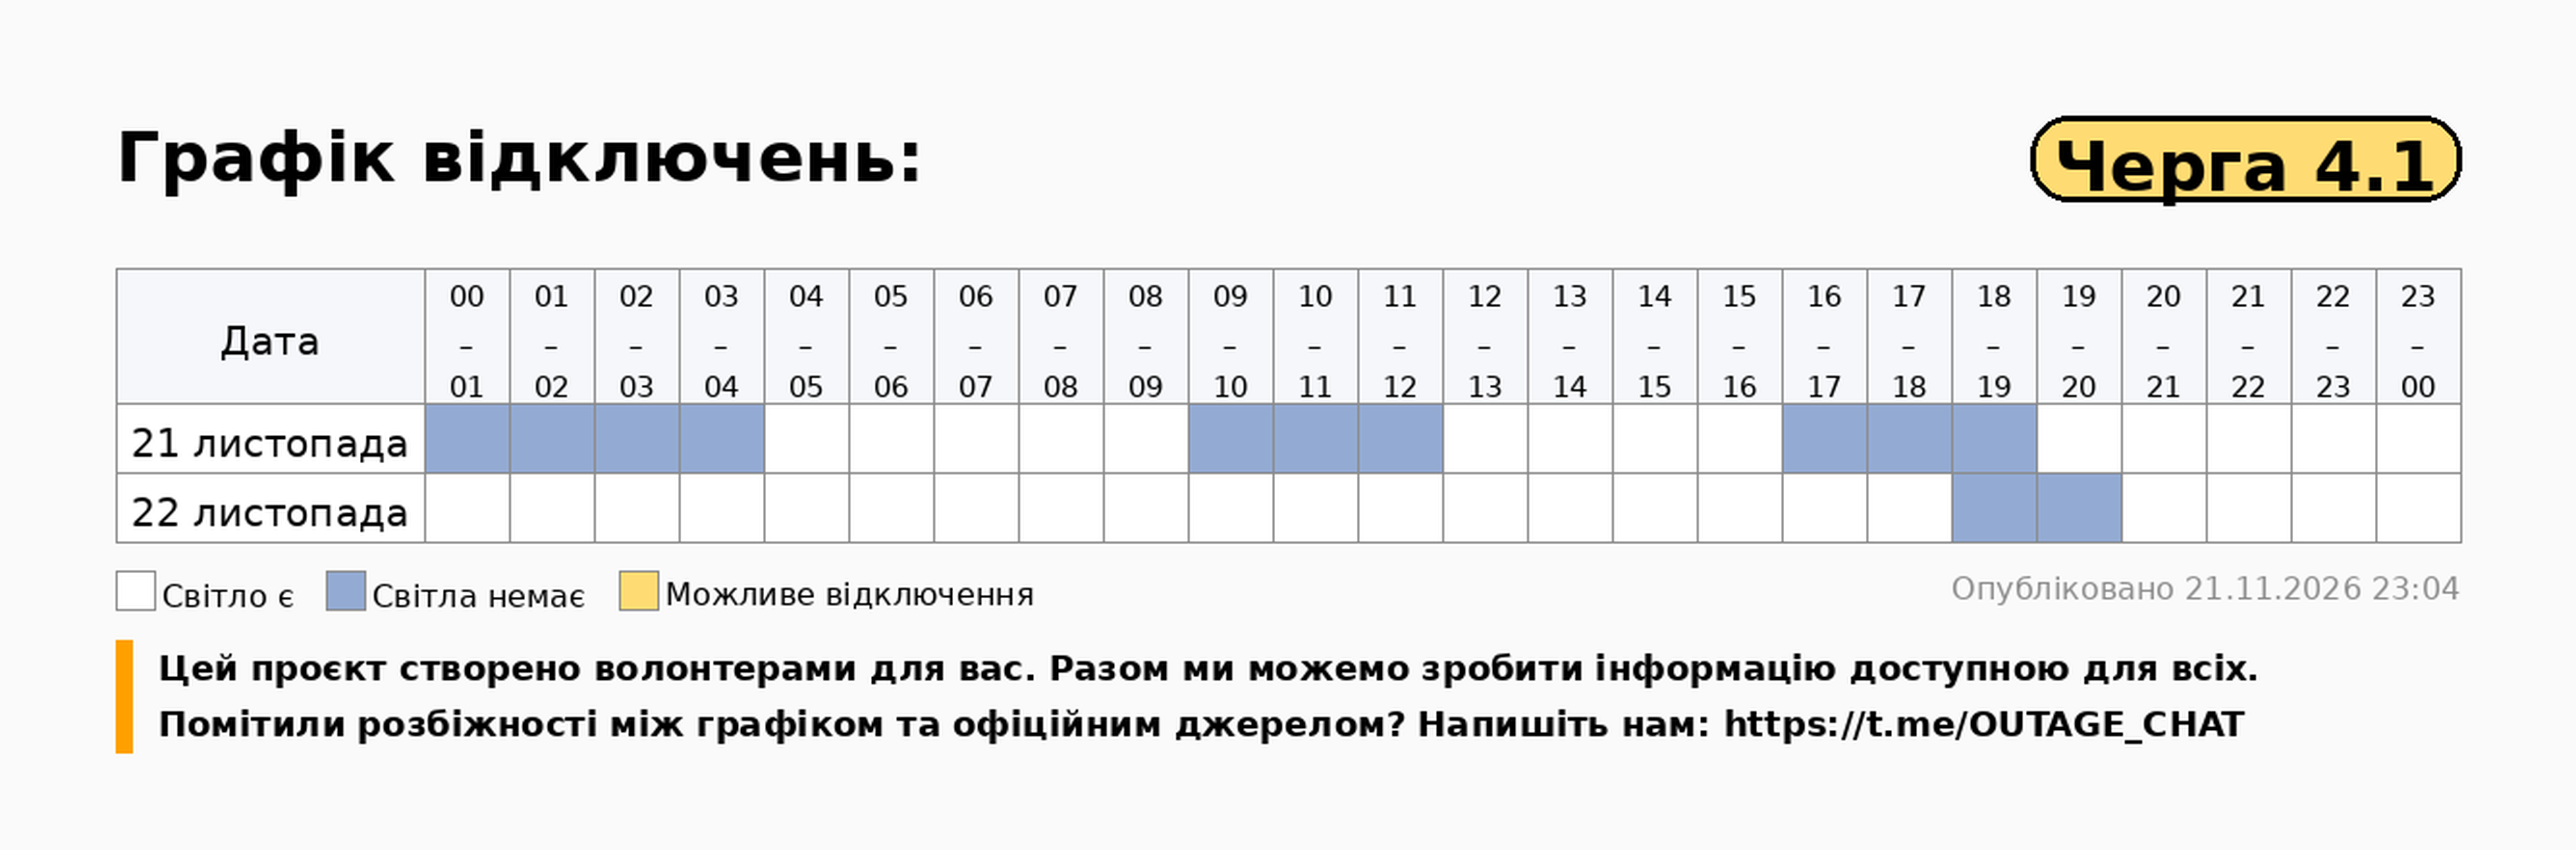 Графік відключень:
Черга 4.1
Дата
00 – 01
01 – 02
02 – 03
03 – 04
04 – 05
05 – 06
06 – 07
07 – 08
08 – 09
09 – 10
10 – 11
11 – 12
12 – 13
13 – 14
14 – 15
15 – 16
16 – 17
17 – 18
18 – 19
19 – 20
20 – 21
21 – 22
22 – 23
23 – 00
21 листопада
22 листопада
Світло є
Світла немає
Можливе відключення
Опубліковано 21.11.2026 23:04
Цей проєкт створено волонтерами для вас. Разом ми можемо зробити інформацію доступною для всіх.
Помітили розбіжності між графіком та офіційним джерелом? Напишіть нам: https://t.me/OUTAGE_CHAT